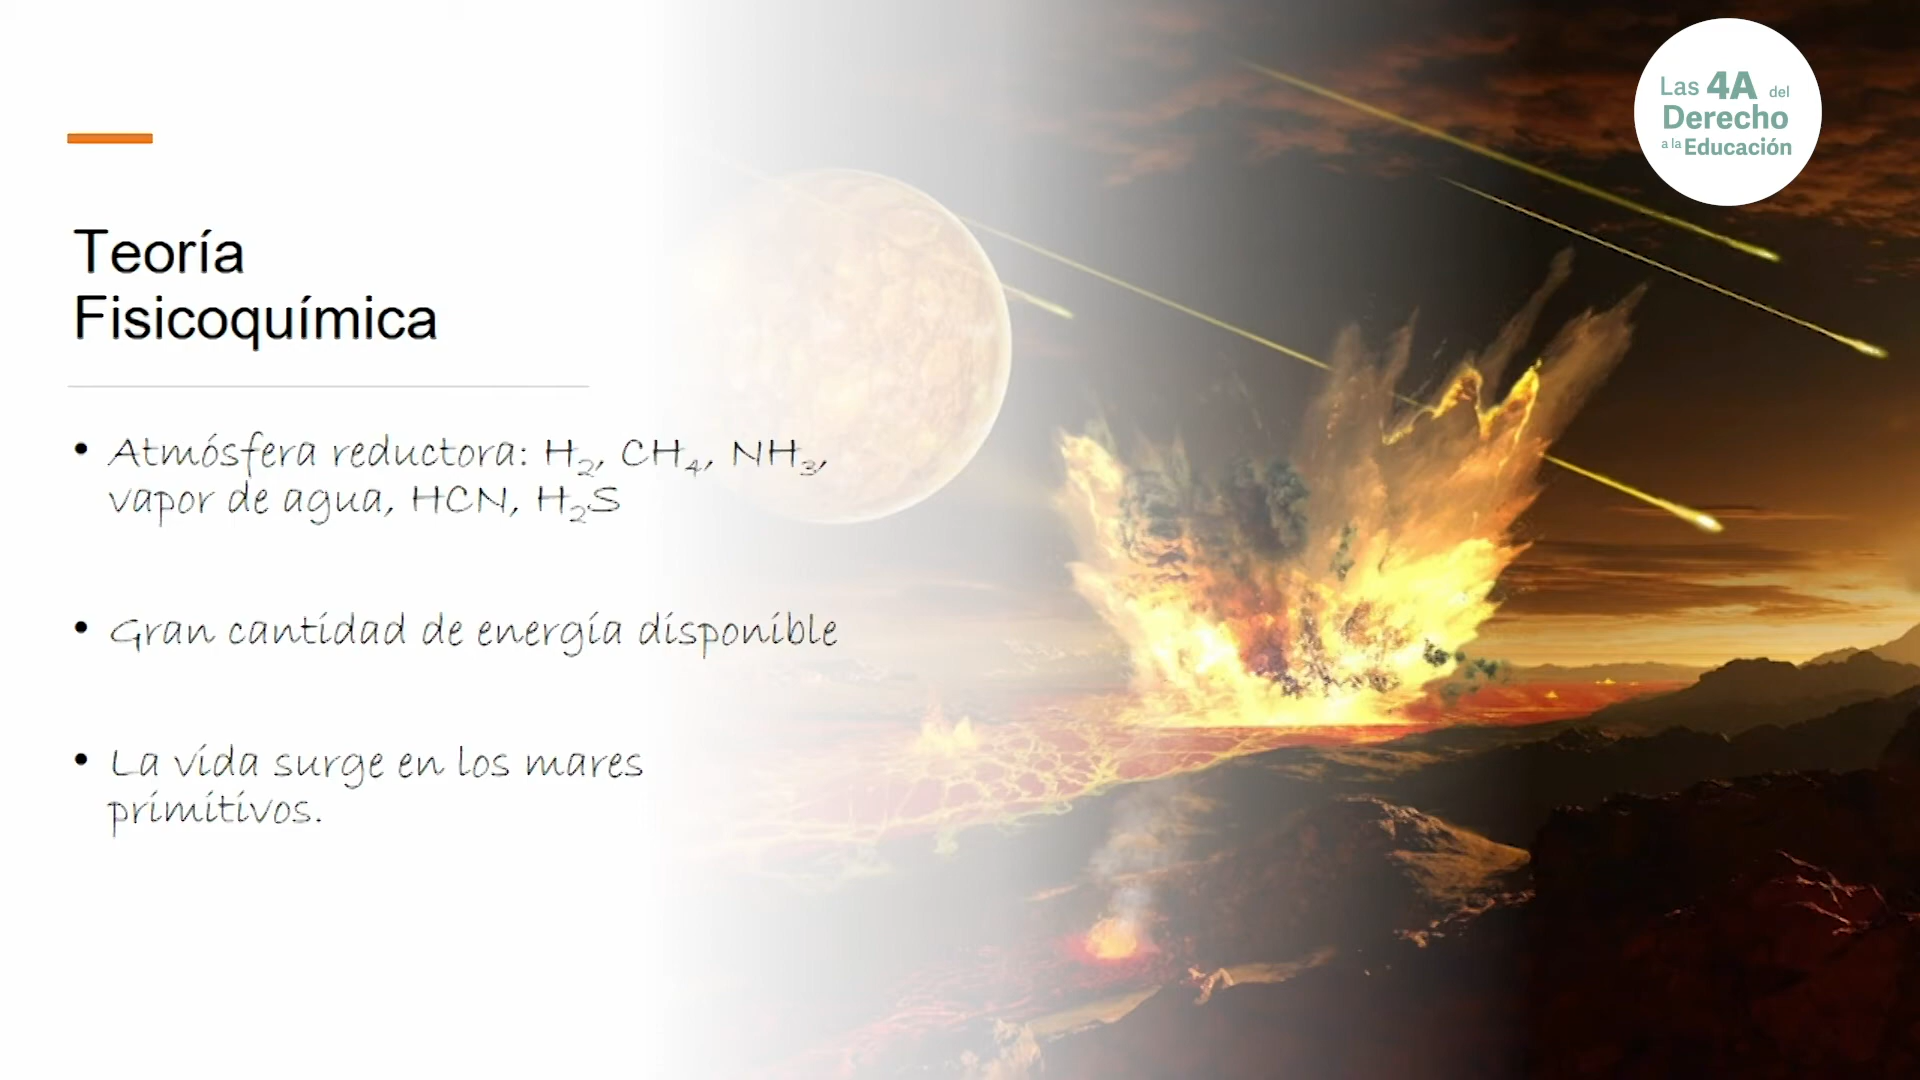 Las 4A del
Derecho
a la Educación
Teoría
Fisicoquímica
• Atmósfera reductora: H₂, CH₄, NH₃,
vapor de agua, HCN, H₂S
• Gran cantidad de energía disponible
• La vida surge en los mares
primitivos.